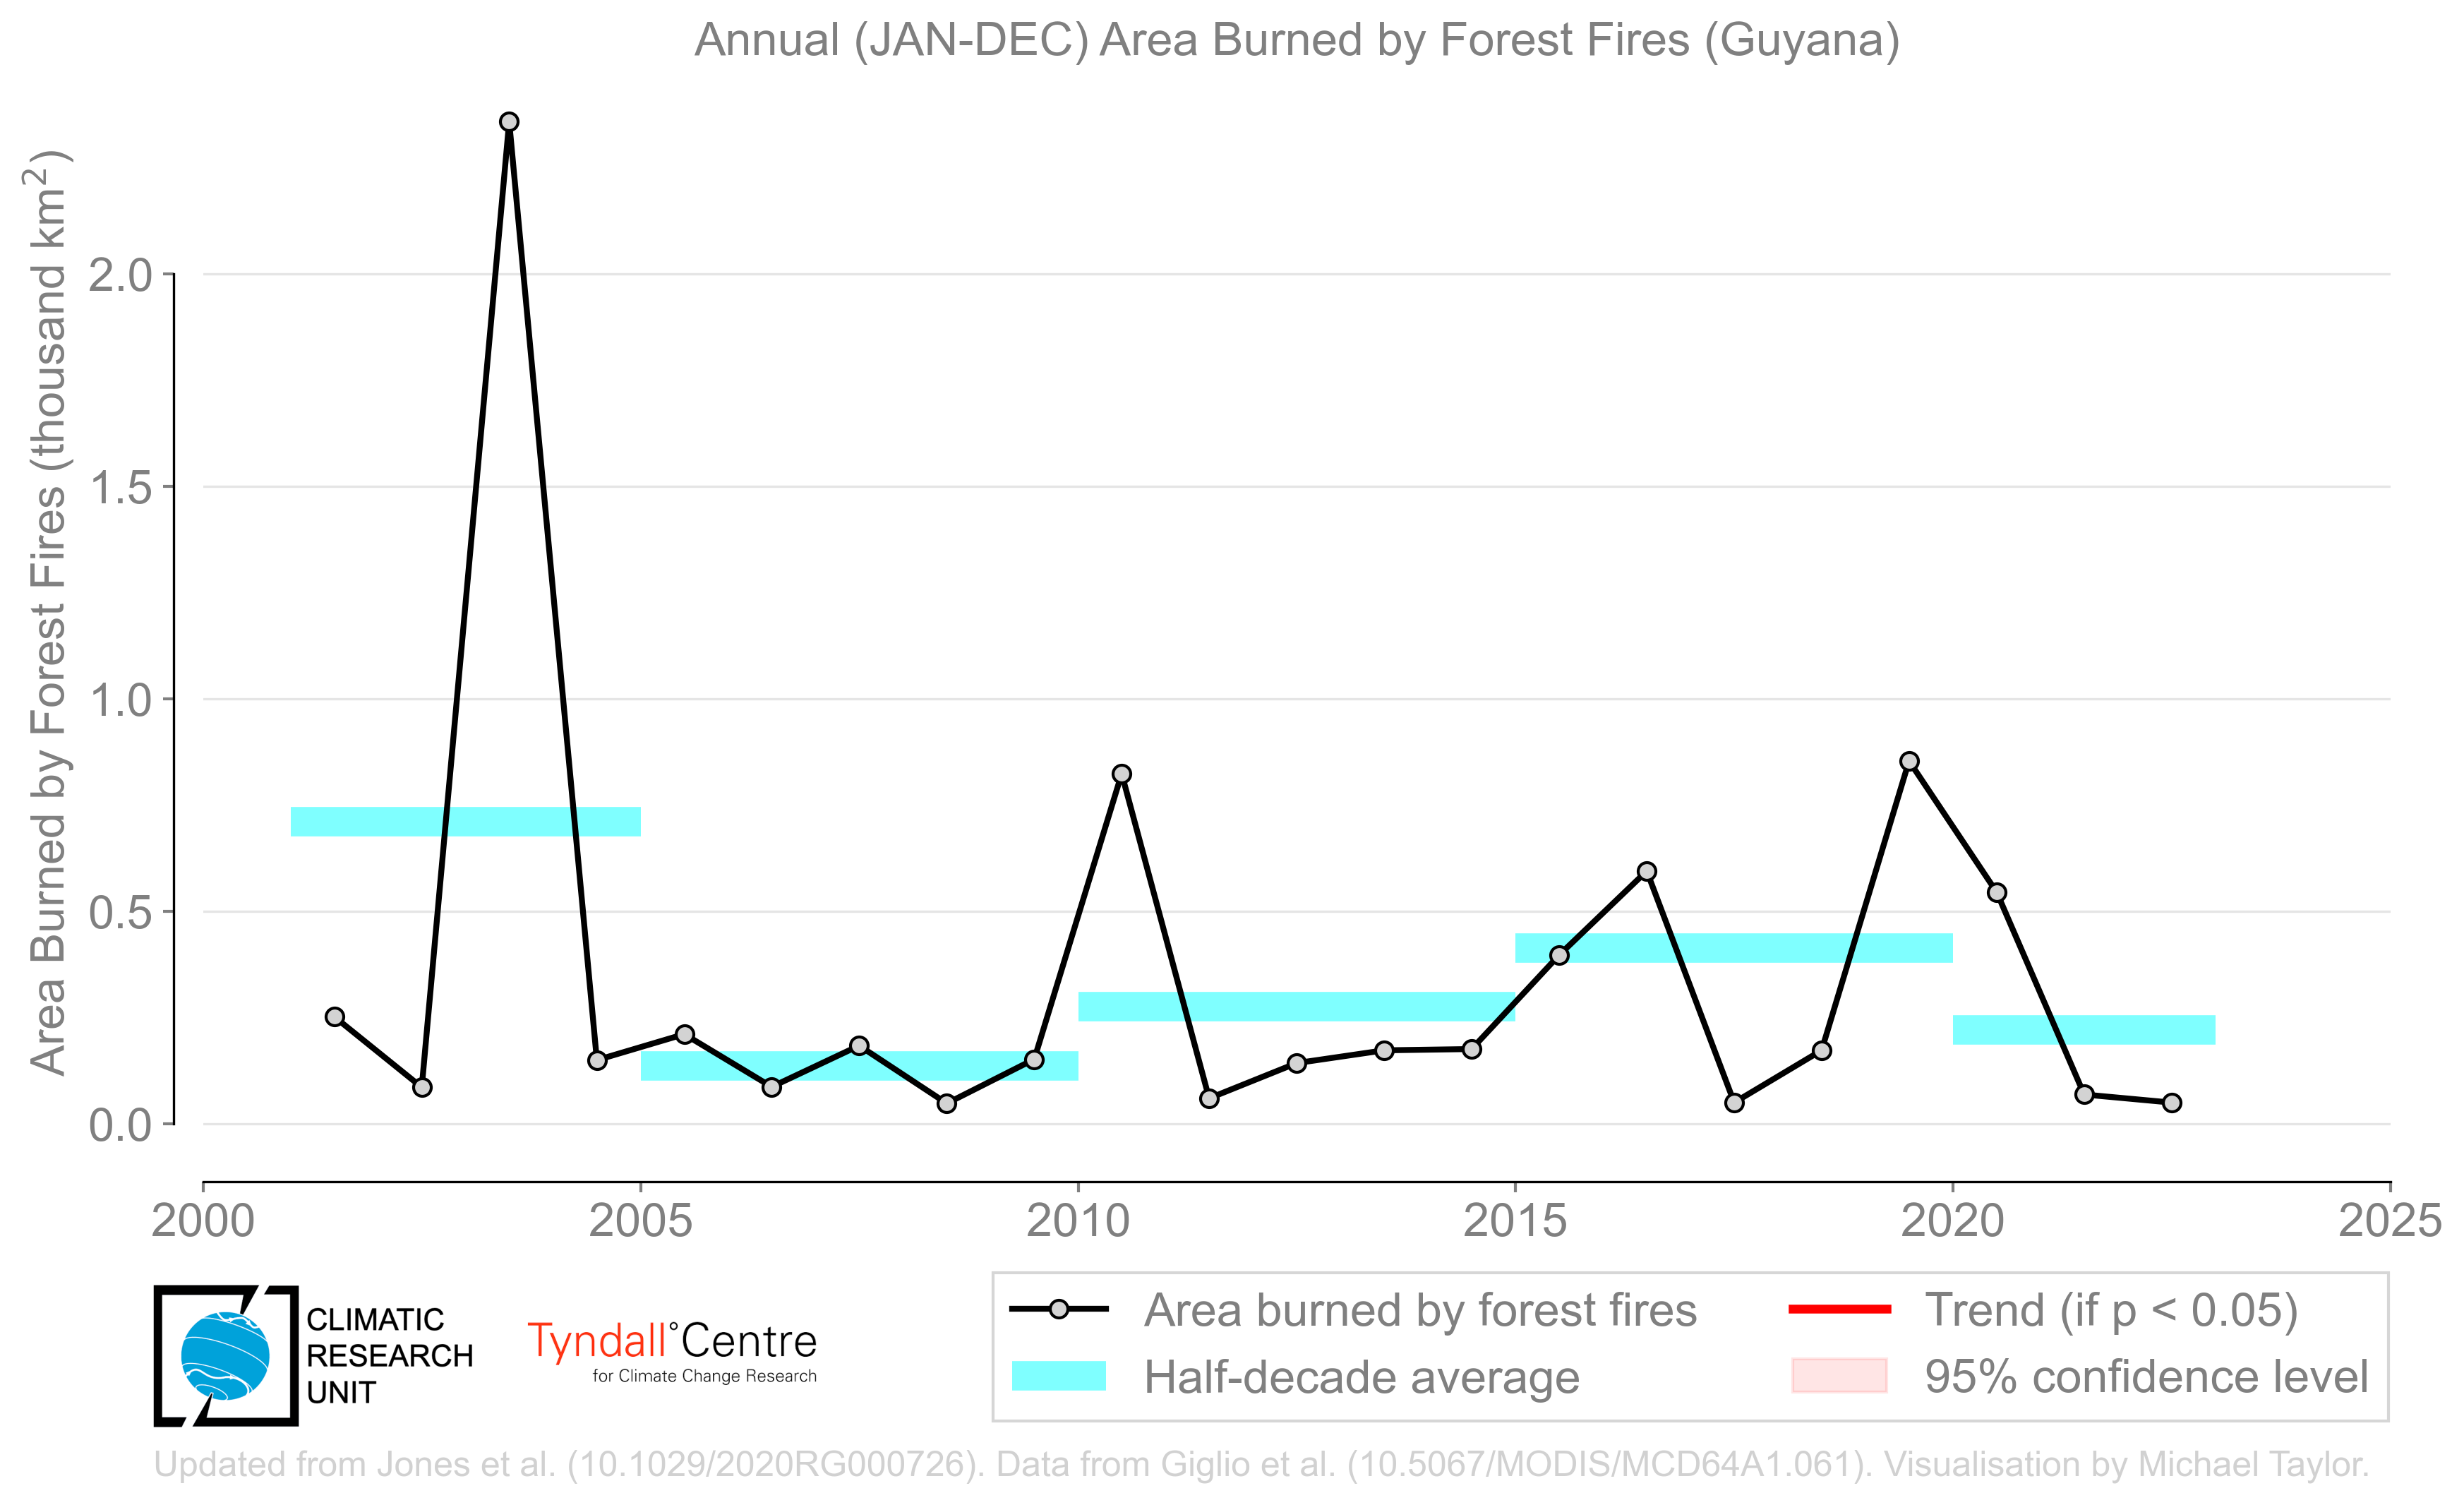 Annual (JAN-DEC) Area Burned by Forest Fires (Guyana)
Area Burned by Forest Fires (thousand km²)
2.0
1.5
1.0
0.5
0.0
2000 2005 2010 2015 2020 2025
CLIMATIC
RESEARCH
UNIT
Tyndall°Centre
for Climate Change Research
Area burned by forest fires
Half-decade average
Trend (if p < 0.05)
95% confidence level
Updated from Jones et al. (10.1029/2020RG000726). Data from Giglio et al. (10.5067/MODIS/MCD64A1.061). Visualisation by Michael Taylor.